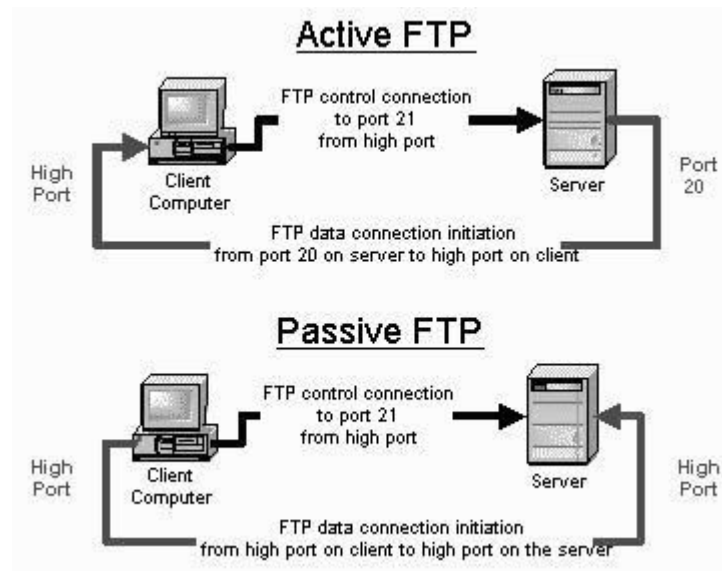 Active FTP
FTP control connection
to port 21
from high port
High
Port
Client
Computer
Server
Port
20
FTP data connection initiation
from port 20 on server to high port on client
Passive FTP
FTP control connection
to port 21
from high port
High
Port
Client
Computer
Server
High
Port
FTP data connection initiation
from high port on client to high port on the server